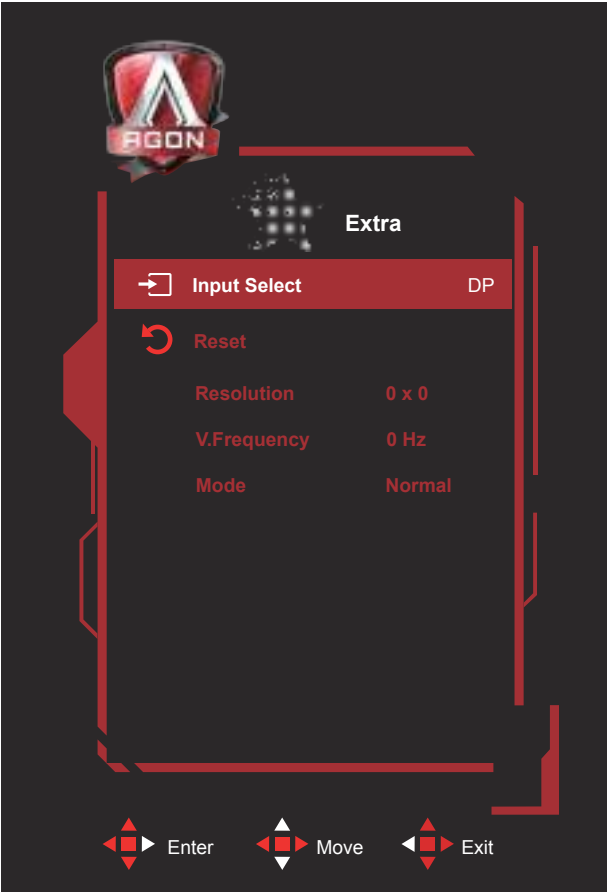 AGON
Extra
Input Select DP
Reset
Resolution 0 x 0
V.Frequency 0 Hz
Mode Normal
Enter Move Exit